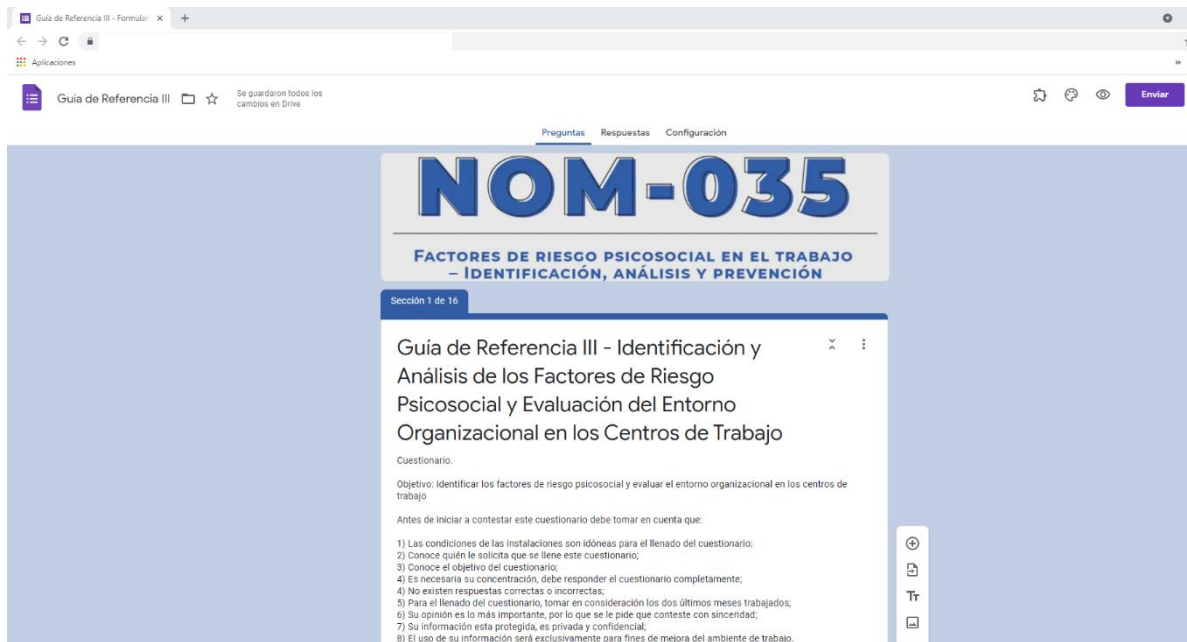 Guía de Referencia III - Formular
Aplicaciones
Guía de Referencia III
Se guardaron todos los
cambios en Drive
Enviar
Preguntas Respuestas Configuración
NOM-035
FACTORES DE RIESGO PSICOSOCIAL EN EL TRABAJO
– IDENTIFICACIÓN, ANÁLISIS Y PREVENCIÓN
Sección 1 de 16
Guía de Referencia III - Identificación y
Análisis de los Factores de Riesgo
Psicosocial y Evaluación del Entorno
Organizacional en los Centros de Trabajo
Cuestionario.
Objetivo: Identificar los factores de riesgo psicosocial y evaluar el entorno organizacional en los centros de
trabajo
Antes de iniciar a contestar este cuestionario debe tomar en cuenta que:
1) Las condiciones de las instalaciones son idóneas para el llenado del cuestionario;
2) Conoce quién le solicita que se llene este cuestionario;
3) Conoce el objetivo del cuestionario;
4) Es necesaria su concentración, debe responder el cuestionario completamente;
4) No existen respuestas correctas o incorrectas;
5) Para el llenado del cuestionario, tomar en consideración los dos últimos meses trabajados;
6) Su opinión es lo más importante, por lo que se le pide que conteste con sinceridad;
7) Su información esta protegida, es privada y confidencial;
8) El uso de su información será exclusivamente para fines de mejora del ambiente de trabajo.
Tт